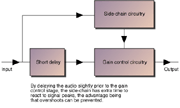 Side-chain circuitry
Short delay
Gain control circuitry
Input
Output
By delaying the audio slightly prior to the gain
control stage, the side-chain has extra time to
react to signal peaks, the advantage being
that overshoots can be prevented.